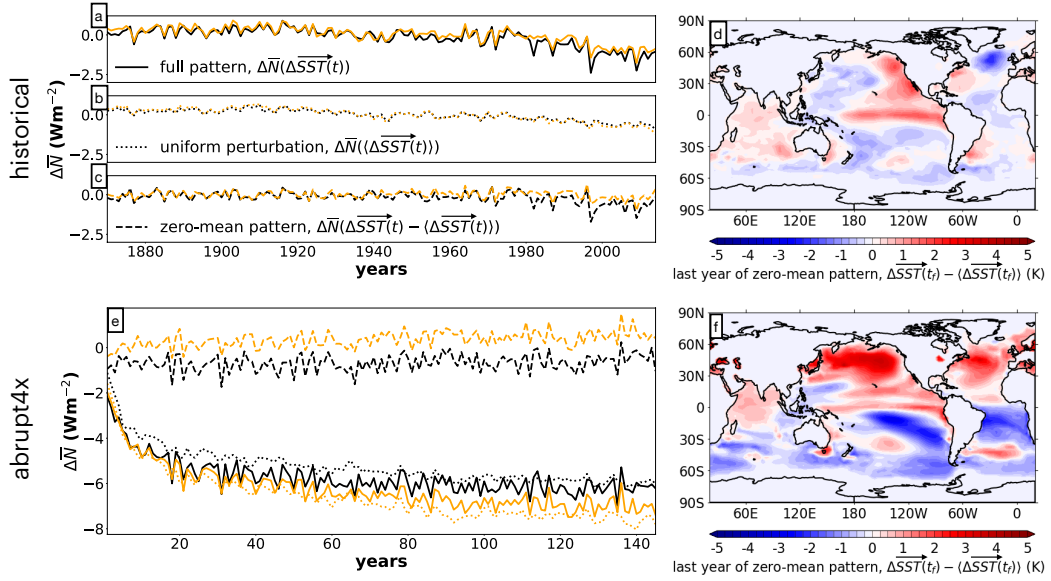 historical
a
0.0
−2.5
full pattern, ΔN̅(ΔSST(t)⃗)
b
0.0
−2.5
ΔN̅ (Wm⁻²)
uniform perturbation, ΔN̅(⟨ΔSST(t)⃗⟩)
c
0.0
−2.5
zero-mean pattern, ΔN̅(ΔSST(t)⃗ − ⟨ΔSST(t)⃗⟩)
1880 1900 1920 1940 1960 1980 2000
years
d
90N
60N
30N
0
30S
60S
90S
60E 120E 180 120W 60W 0
-5 -4 -3 -2 -1 0 1 2 3 4 5
last year of zero-mean pattern, ΔSST(t_f)⃗ − ⟨ΔSST(t_f)⃗⟩ (K)
abrupt4x
e
0
−2
−4
−6
−8
ΔN̅ (Wm⁻²)
20 40 60 80 100 120 140
years
f
90N
60N
30N
0
30S
60S
90S
60E 120E 180 120W 60W 0
-5 -4 -3 -2 -1 0 1 2 3 4 5
last year of zero-mean pattern, ΔSST(t_f)⃗ − ⟨ΔSST(t_f)⃗⟩ (K)